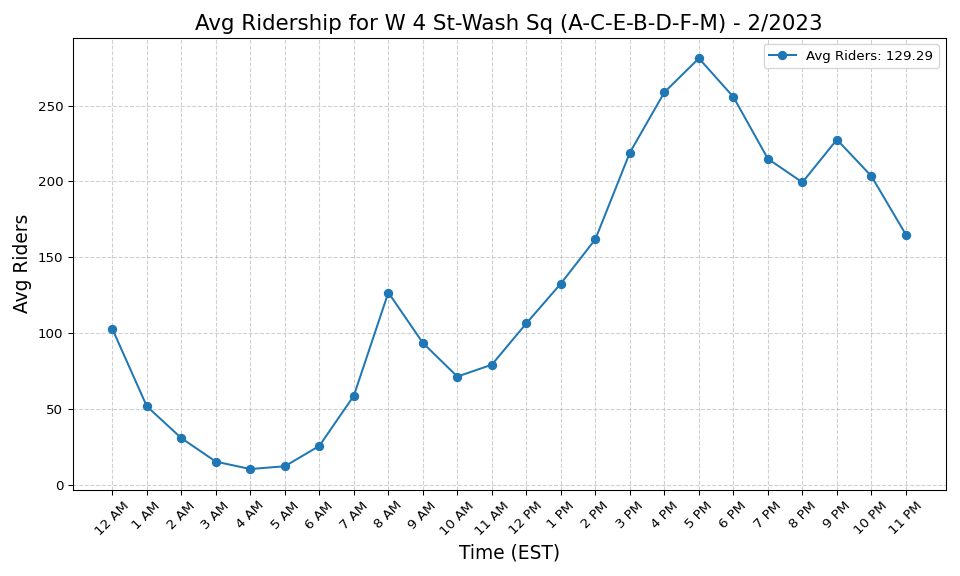 Avg Ridership for W 4 St-Wash Sq (A-C-E-B-D-F-M) - 2/2023
Avg Riders: 129.29
Avg Riders
250
200
150
100
50
0
12 AM 1 AM 2 AM 3 AM 4 AM 5 AM 6 AM 7 AM 8 AM 9 AM 10 AM 11 AM 12 PM 1 PM 2 PM 3 PM 4 PM 5 PM 6 PM 7 PM 8 PM 9 PM 10 PM 11 PM
Time (EST)